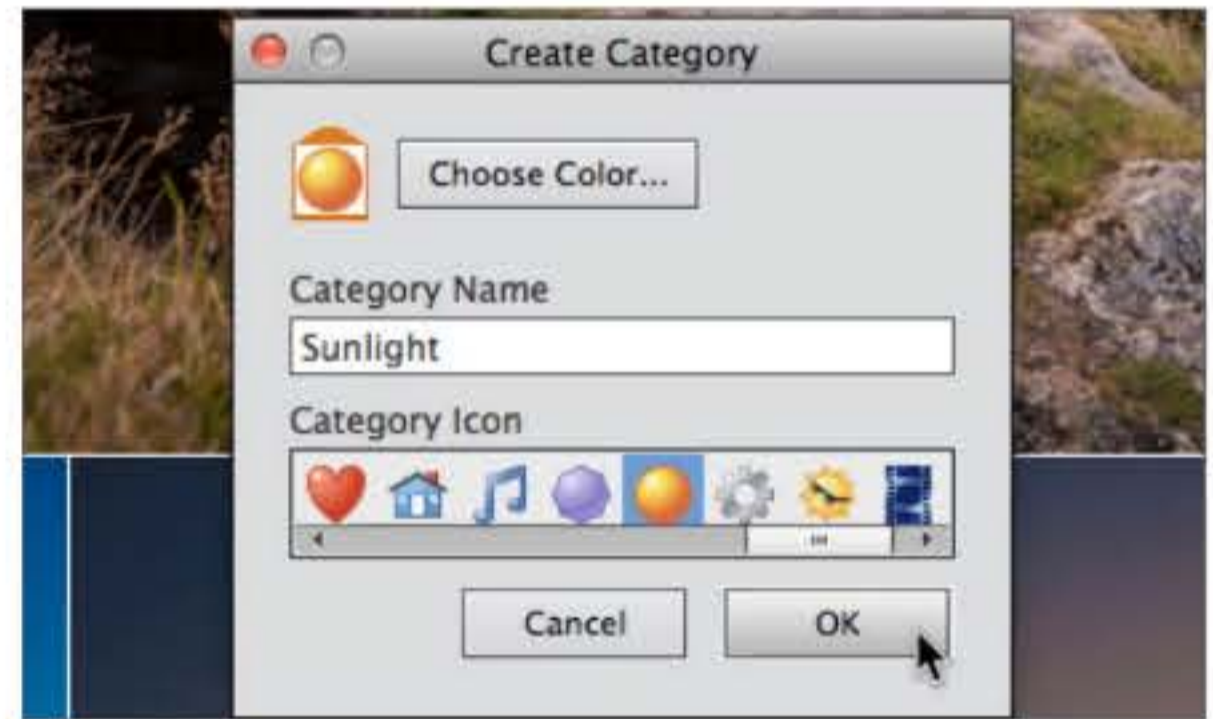 Create Category
Choose Color...
Category Name
Sunlight
Category Icon
Cancel
OK